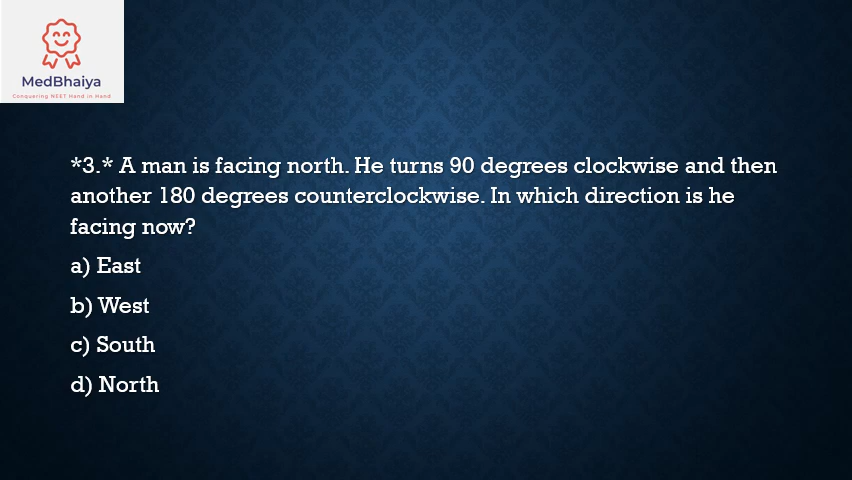 MedBhaiya
Conquering NEET Hand in Hand
*3.* A man is facing north. He turns 90 degrees clockwise and then
another 180 degrees counterclockwise. In which direction is he
facing now?
a) East
b) West
c) South
d) North